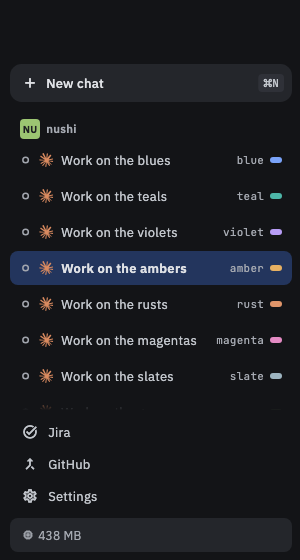 New chat ⌘N
NU nushi
Work on the blues blue
Work on the teals teal
Work on the violets violet
Work on the ambers amber
Work on the rusts rust
Work on the magentas magenta
Work on the slates slate
Jira
GitHub
Settings
438 MB